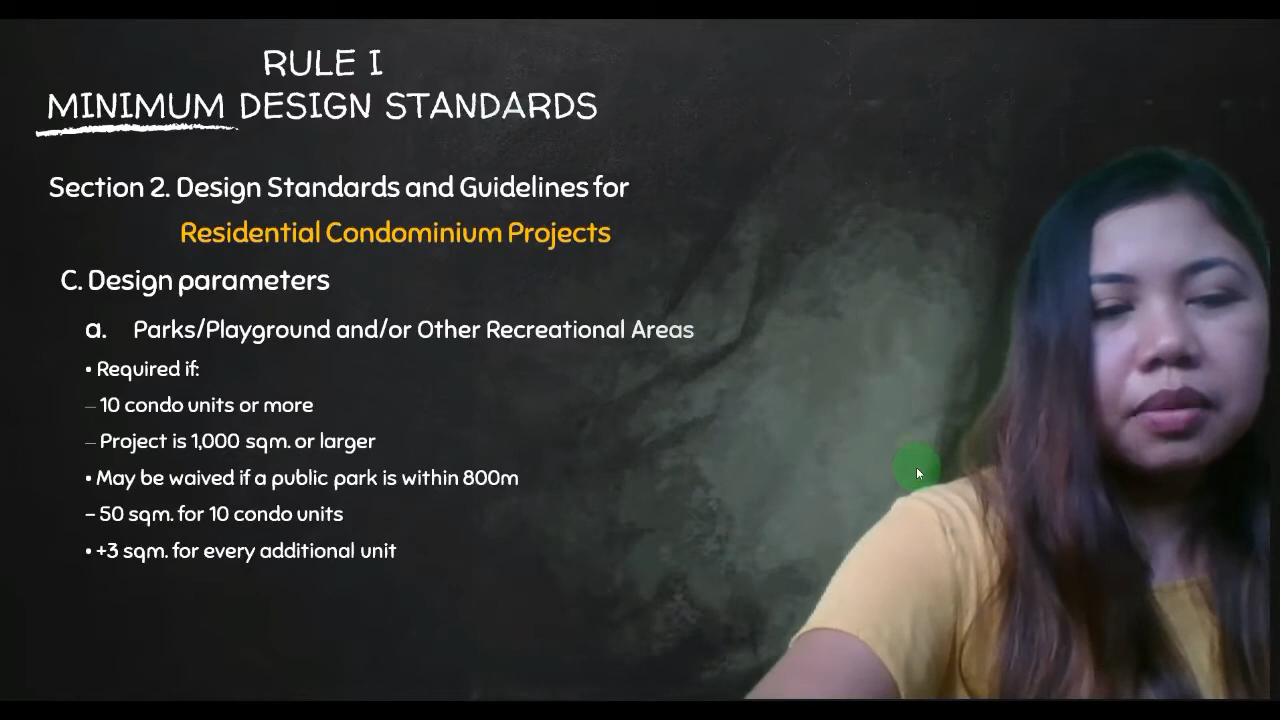 RULE I
MINIMUM DESIGN STANDARDS
Section 2. Design Standards and Guidelines for
Residential Condominium Projects
C. Design parameters
a. Parks/Playground and/or Other Recreational Areas
• Required if:
– 10 condo units or more
– Project is 1,000 sqm. or larger
• May be waived if a public park is within 800m
– 50 sqm. for 10 condo units
• +3 sqm. for every additional unit